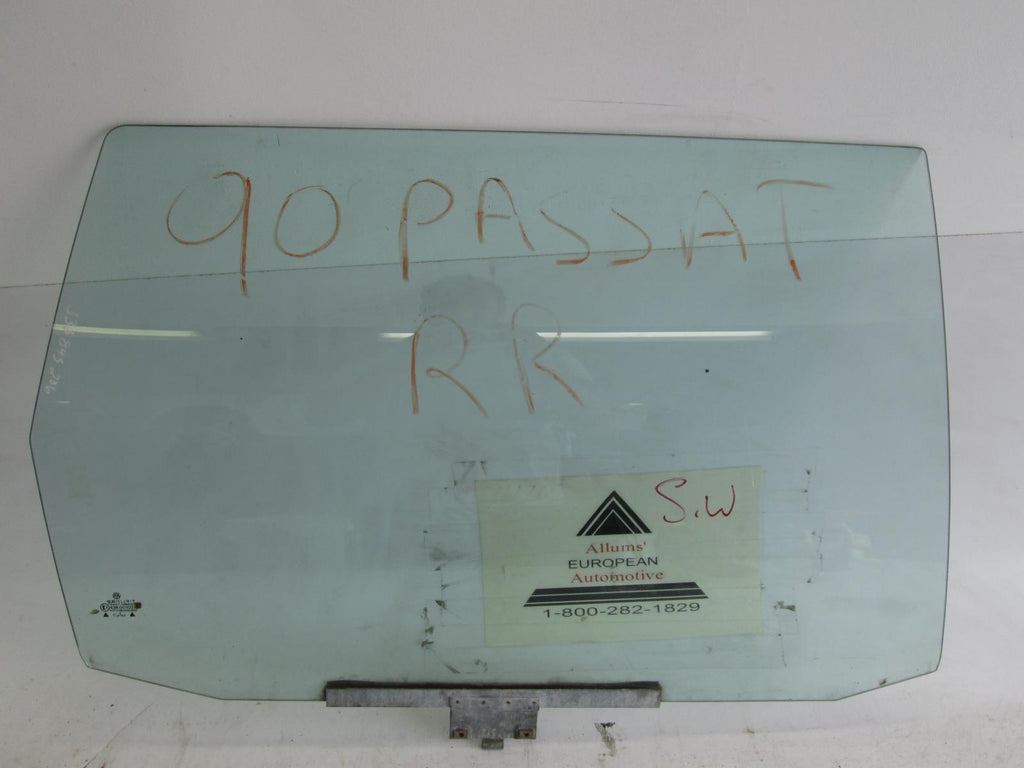 90 PASSAT
RR
S.W
Allums'
EUROPEAN
Automotive
1-800-282-1829